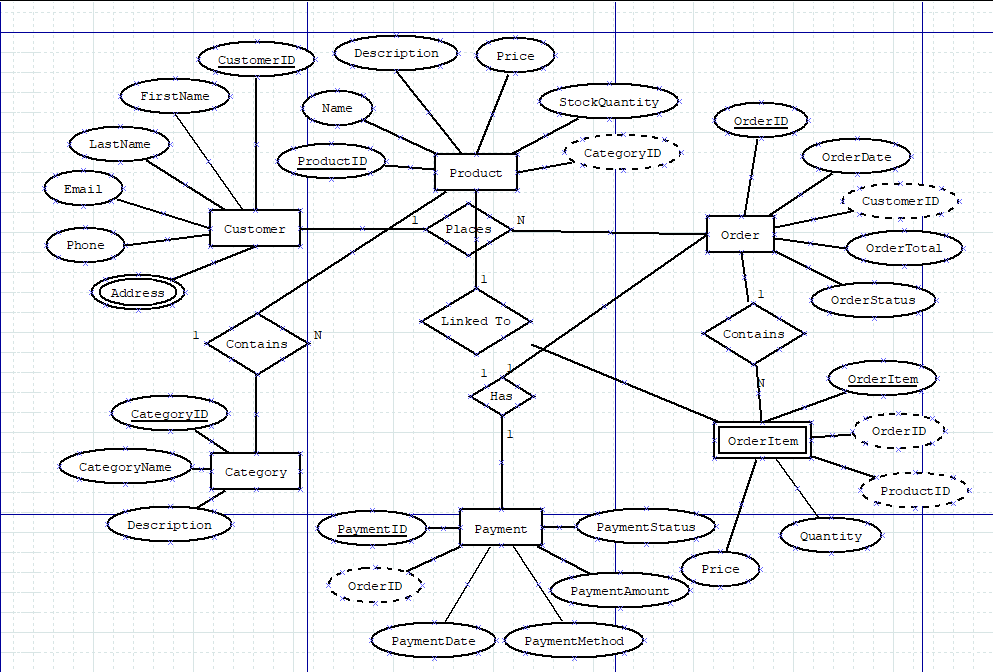 CustomerID
Description
Price
FirstName
Name
StockQuantity
OrderID
LastName
ProductID
CategoryID
OrderDate
Product
Email
CustomerID
1
N
Customer
Places
Order
Phone
OrderTotal
1
Address
1
OrderStatus
Linked To
1
N
Contains
Contains
1
1
OrderItem
N
Has
CategoryID
OrderID
1
OrderItem
CategoryName
Category
ProductID
Description
PaymentID
Payment
PaymentStatus
Quantity
Price
OrderID
PaymentAmount
PaymentDate
PaymentMethod